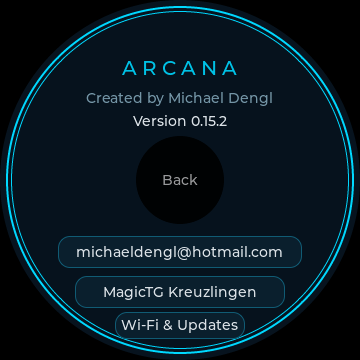 ARCANA
Created by Michael Dengl
Version 0.15.2
Back
michaeldengl@hotmail.com
MagicTG Kreuzlingen
Wi-Fi & Updates